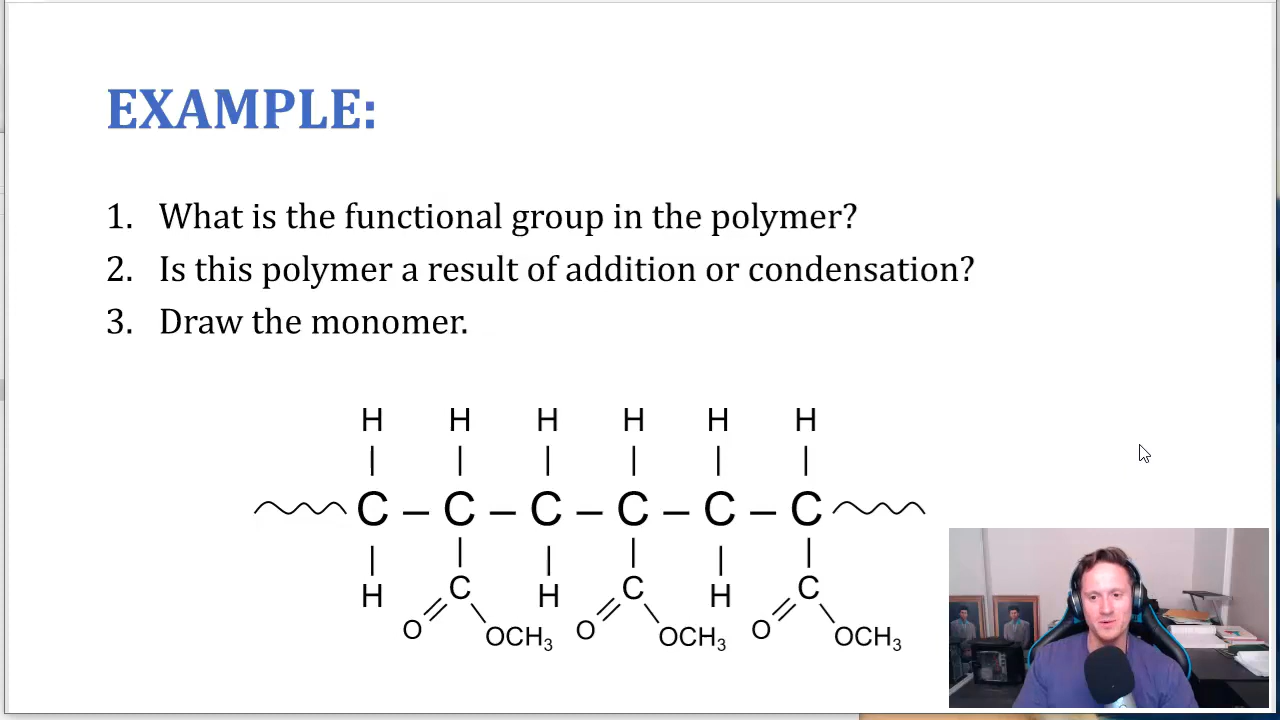 EXAMPLE:
1. What is the functional group in the polymer?
2. Is this polymer a result of addition or condensation?
3. Draw the monomer.
H H H H H H
C – C – C – C – C – C
H C H C H C
O OCH₃ O OCH₃ O OCH₃